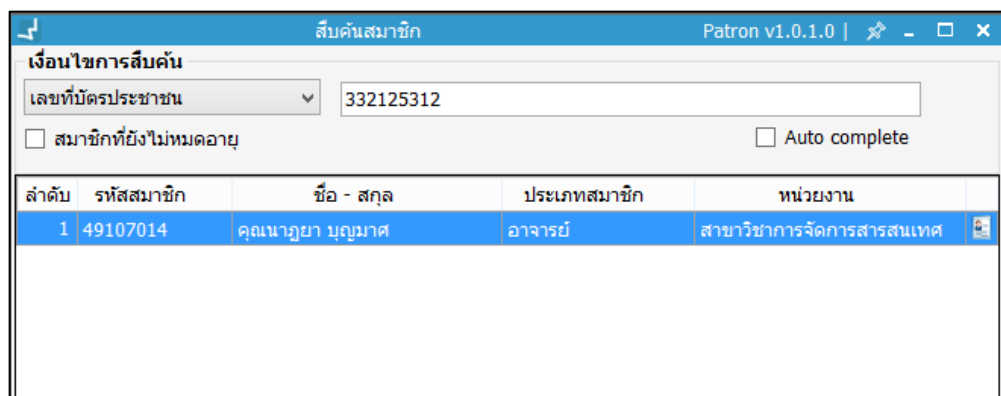 สืบค้นสมาชิก Patron v1.0.1.0 |
เงื่อนไขการสืบค้น
เลขที่บัตรประชาชน 332125312
สมาชิกที่ยังไม่หมดอายุ Auto complete
ลำดับ รหัสสมาชิก ชื่อ - สกุล ประเภทสมาชิก หน่วยงาน
1 49107014 คุณนาฏยา บุญมาศ อาจารย์ สาขาวิชาการจัดการสารสนเทศ